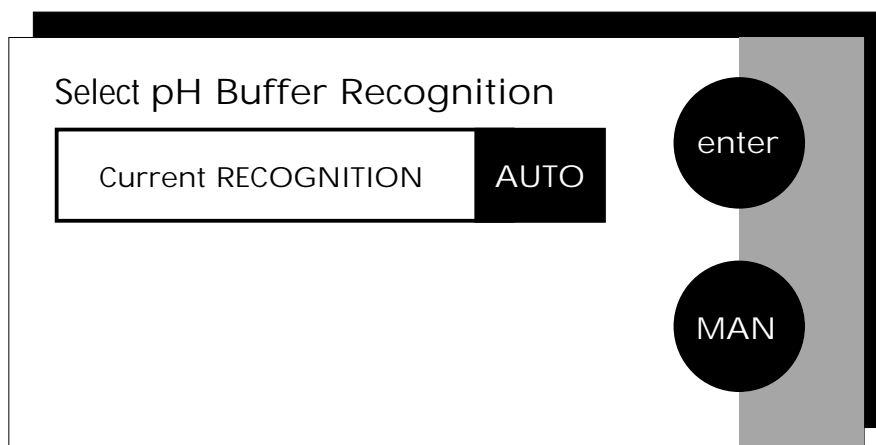 Select pH Buffer Recognition
Current RECOGNITION AUTO
enter
MAN